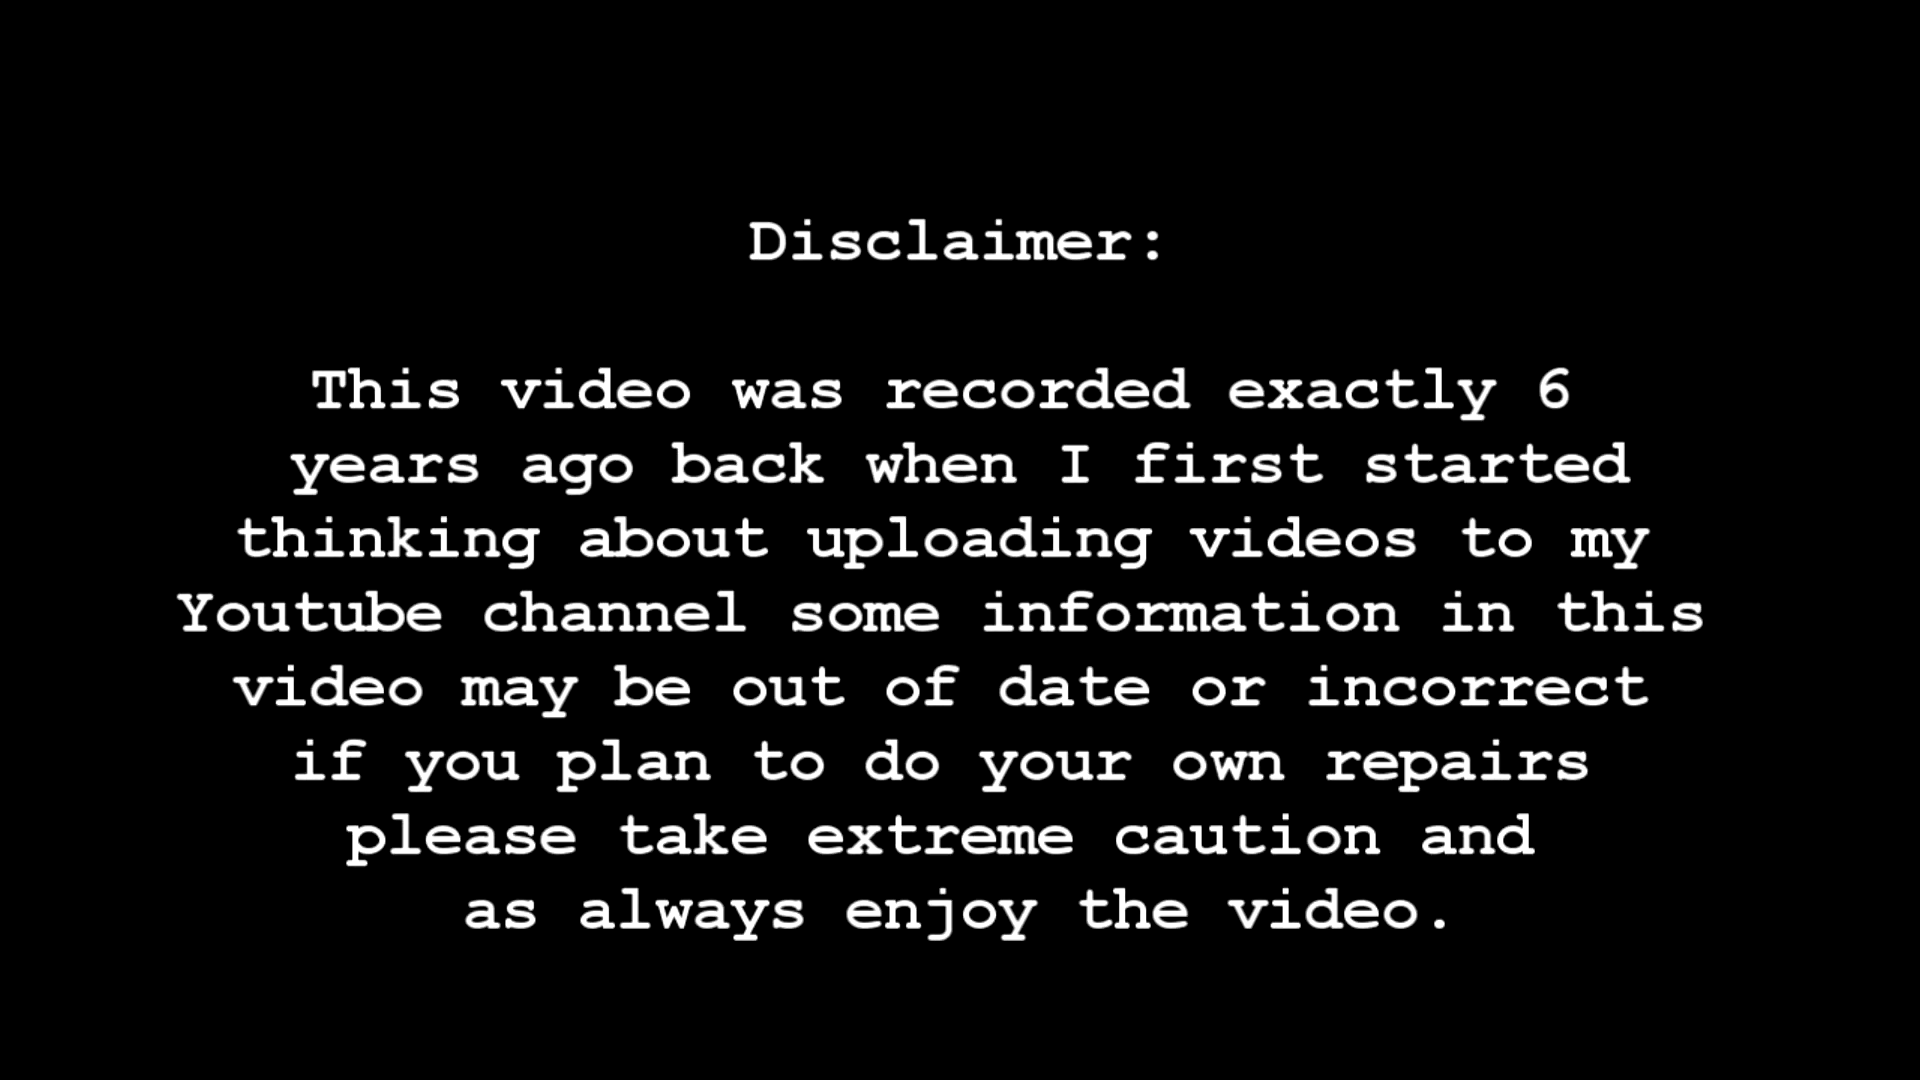 Disclaimer:
This video was recorded exactly 6
years ago back when I first started
thinking about uploading videos to my
Youtube channel some information in this
video may be out of date or incorrect
if you plan to do your own repairs
please take extreme caution and
as always enjoy the video.